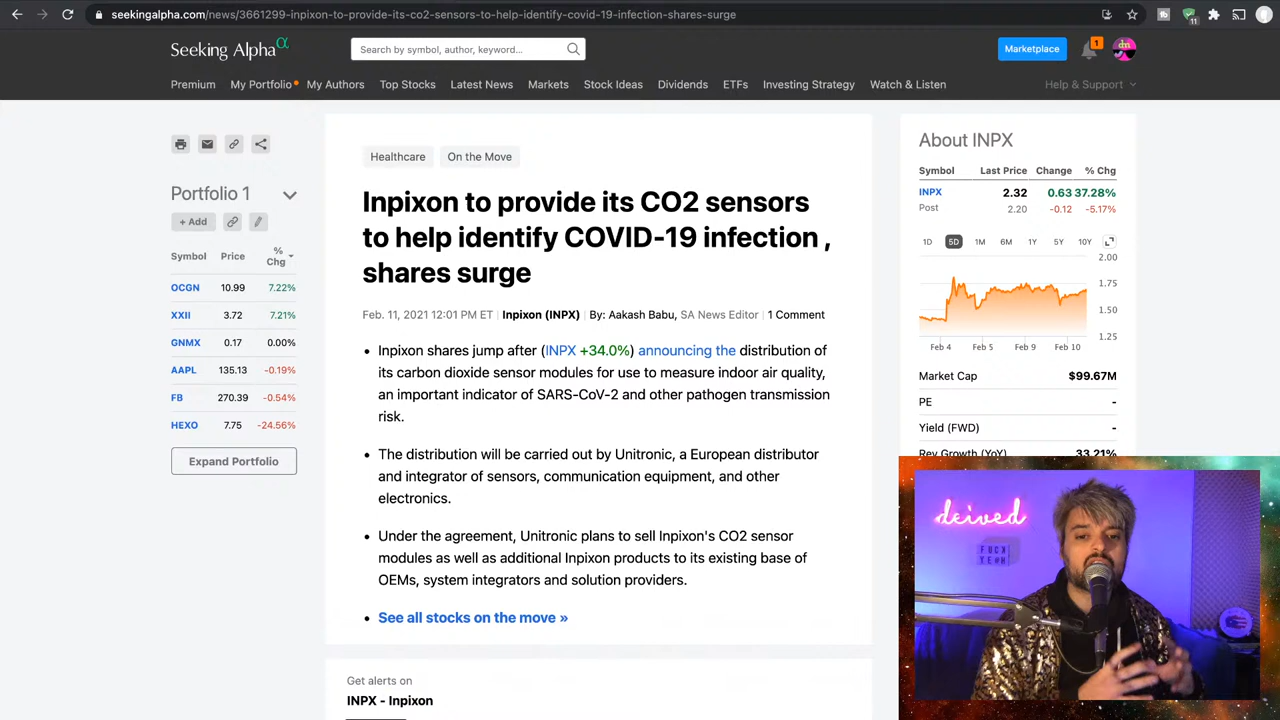 seekingalpha.com/news/3661299-inpixon-to-provide-its-co2-sensors-to-help-identify-covid-19-infection-shares-surge
11
Seeking Alpha α
Search by symbol, author, keyword...
Marketplace
1
Premium My Portfolio My Authors Top Stocks Latest News Markets Stock Ideas Dividends ETFs Investing Strategy Watch & Listen Help & Support
Portfolio 1
+ Add
Symbol Price % Chg
OCGN 10.99 7.22%
XXII 3.72 7.21%
GNMX 0.17 0.00%
AAPL 135.13 -0.19%
FB 270.39 -0.54%
HEXO 7.75 -24.56%
Expand Portfolio
Healthcare On the Move
Inpixon to provide its CO2 sensors
to help identify COVID-19 infection ,
shares surge
Feb. 11, 2021 12:01 PM ET | Inpixon (INPX) | By: Aakash Babu, SA News Editor | 1 Comment
• Inpixon shares jump after (INPX +34.0%) announcing the distribution of
its carbon dioxide sensor modules for use to measure indoor air quality,
an important indicator of SARS-CoV-2 and other pathogen transmission
risk.
• The distribution will be carried out by Unitronic, a European distributor
and integrator of sensors, communication equipment, and other
electronics.
• Under the agreement, Unitronic plans to sell Inpixon's CO2 sensor
modules as well as additional Inpixon products to its existing base of
OEMs, system integrators and solution providers.
• See all stocks on the move »
Get alerts on
INPX - Inpixon
About INPX
Symbol Last Price Change % Chg
INPX 2.32 0.63 37.28%
Post 2.20 -0.12 -5.17%
1D 5D 1M 6M 1Y 5Y 10Y
2.00
1.75
1.50
1.25
Feb 4 Feb 5 Feb 9 Feb 10
Market Cap $99.67M
PE -
Yield (FWD) -
Rev Growth (YoY) 33.21%
deived
FUCK
YEAH